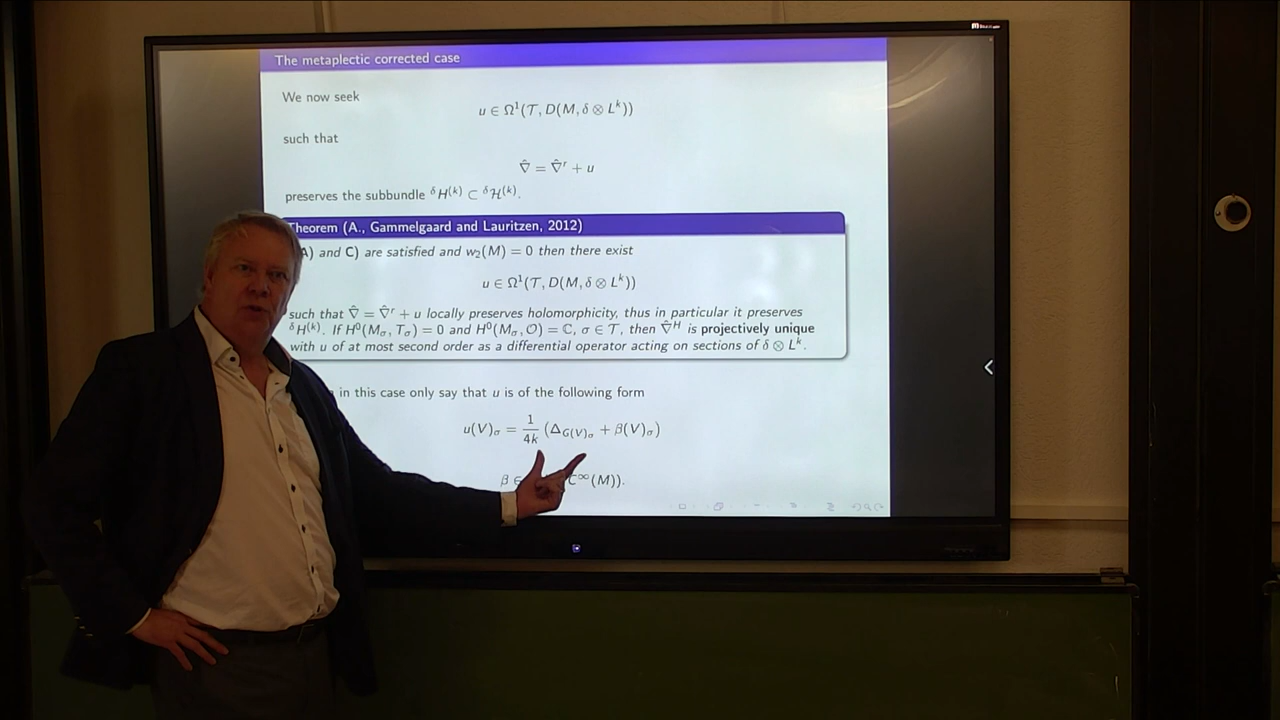 The metaplectic corrected case
We now seek
u ∈ Ω¹(𝒯, D(M, δ ⊗ Lᵏ))
such that
∇̂ = ∇̂ʳ + u
preserves the subbundle ᵟH⁽ᵏ⁾ ⊂ ᵟℋ⁽ᵏ⁾.
Theorem (A., Gammelgaard and Lauritzen, 2012)
A) and C) are satisfied and w₂(M) = 0 then there exist
u ∈ Ω¹(𝒯, D(M, δ ⊗ Lᵏ))
such that ∇̂ = ∇̂ʳ + u locally preserves holomorphicity, thus in particular it preserves
ᵟH⁽ᵏ⁾. If H⁰(M_σ, T_σ) = 0 and H⁰(M_σ, 𝒪) = ℂ, σ ∈ 𝒯, then ∇̂ᴴ is projectively unique
with u of at most second order as a differential operator acting on sections of δ ⊗ Lᵏ.
in this case only say that u is of the following form
u(V)_σ = 1/4k (Δ_{G(V)_σ} + β(V)_σ)
β ∈ C^∞(M)).